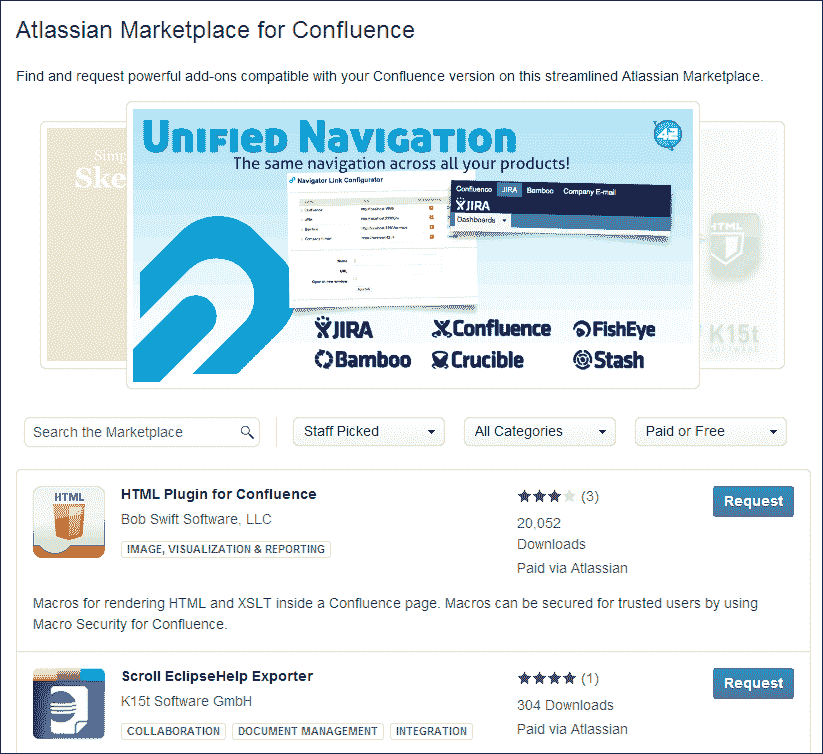 Atlassian Marketplace for Confluence
Find and request powerful add-ons compatible with your Confluence version on this streamlined Atlassian Marketplace.
Unified Navigation
The same navigation across all your products!
42
Simp
Ske
Navigator Link Configurator
Name
URL
Confluence JIRA Bamboo Company E-mail
JIRA
Dashboards
HTML
K15t
SOFTWARE
JIRA Confluence FishEye
Bamboo Crucible Stash
Search the Marketplace
Staff Picked
All Categories
Paid or Free
HTML
HTML Plugin for Confluence
Bob Swift Software, LLC
IMAGE, VISUALIZATION & REPORTING
(3)
20,052
Downloads
Paid via Atlassian
Request
Macros for rendering HTML and XSLT inside a Confluence page. Macros can be secured for trusted users by using
Macro Security for Confluence.
Scroll EclipseHelp Exporter
K15t Software GmbH
COLLABORATION DOCUMENT MANAGEMENT INTEGRATION
(1)
304 Downloads
Paid via Atlassian
Request